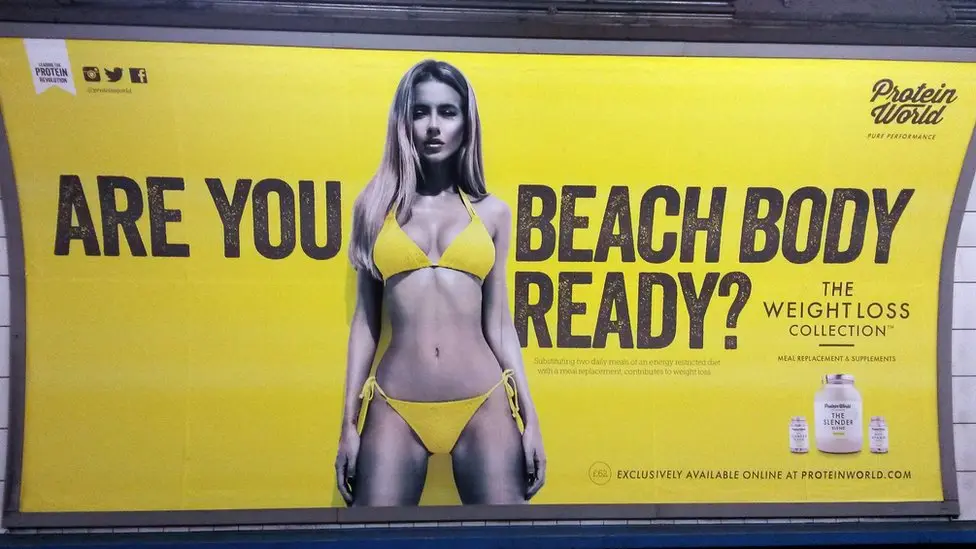 LEADING THE
PROTEIN
REVOLUTION
@proteinworld
Protein
World
PURE PERFORMANCE
ARE YOU BEACH BODY
READY?
Substituting two daily meals of an energy restricted diet
with a meal replacement, contributes to weight loss.
THE
WEIGHT LOSS
COLLECTION™
MEAL REPLACEMENT & SUPPLEMENTS
Protein World
THE
SLENDER
BLEND
£62
EXCLUSIVELY AVAILABLE ONLINE AT PROTEINWORLD.COM